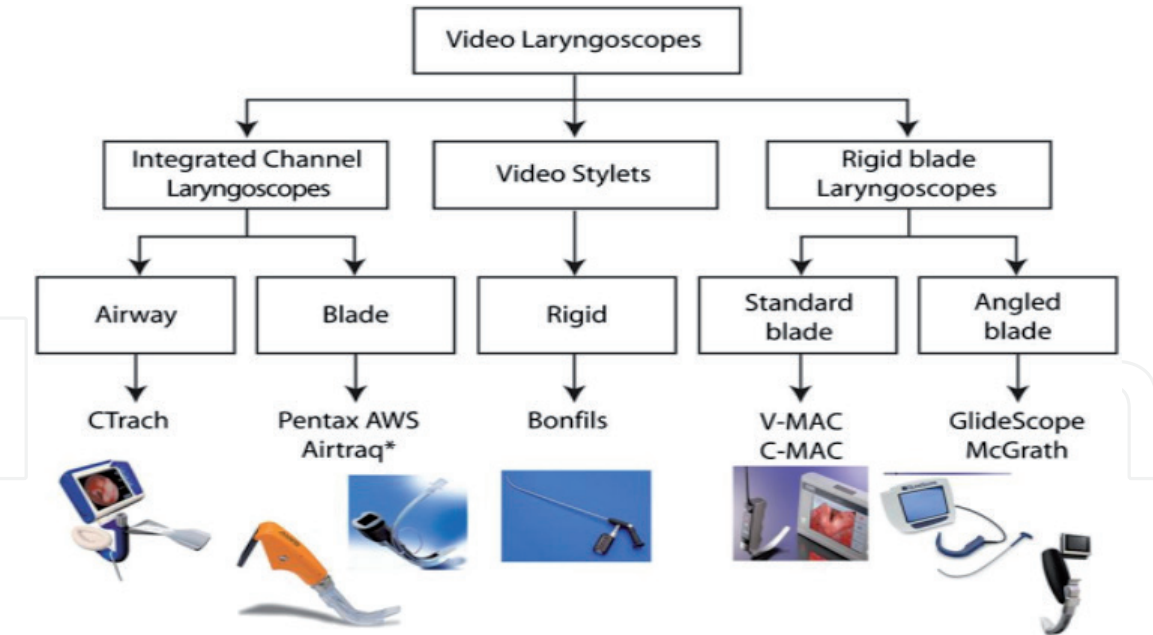 Video Laryngoscopes
Integrated Channel
Laryngoscopes
Video Stylets
Rigid blade
Laryngoscopes
Airway
Blade
Rigid
Standard
blade
Angled
blade
CTrach
Pentax AWS
Airtraq*
Bonfils
V-MAC
C-MAC
GlideScope
McGrath